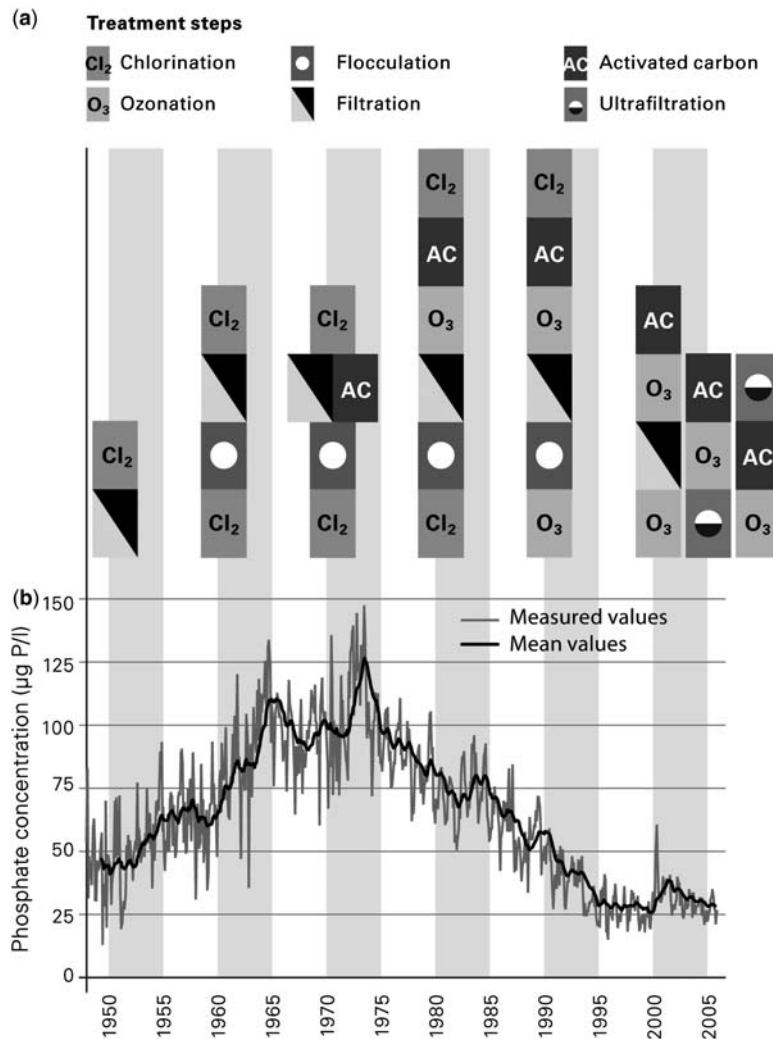 (a)
Treatment steps
Cl₂ Chlorination
Flocculation
AC Activated carbon
O₃ Ozonation
Filtration
Ultrafiltration
Cl₂ Cl₂
AC AC
Cl₂ Cl₂ O₃ O₃ AC
AC O₃ AC
Cl₂ O₃ AC
Cl₂ Cl₂ Cl₂ O₃ O₃ O₃
(b)
150
125
100
75
50
25
0
Phosphate concentration (µg P/l)
Measured values
Mean values
1950 1955 1960 1965 1970 1975 1980 1985 1990 1995 2000 2005